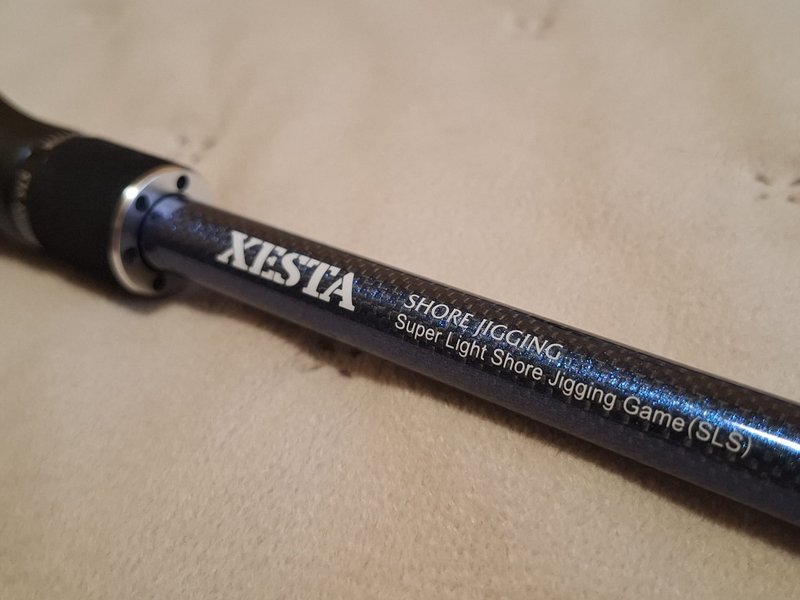 XESTA
SHORE JIGGING
Super Light Shore Jigging Game(SLS)